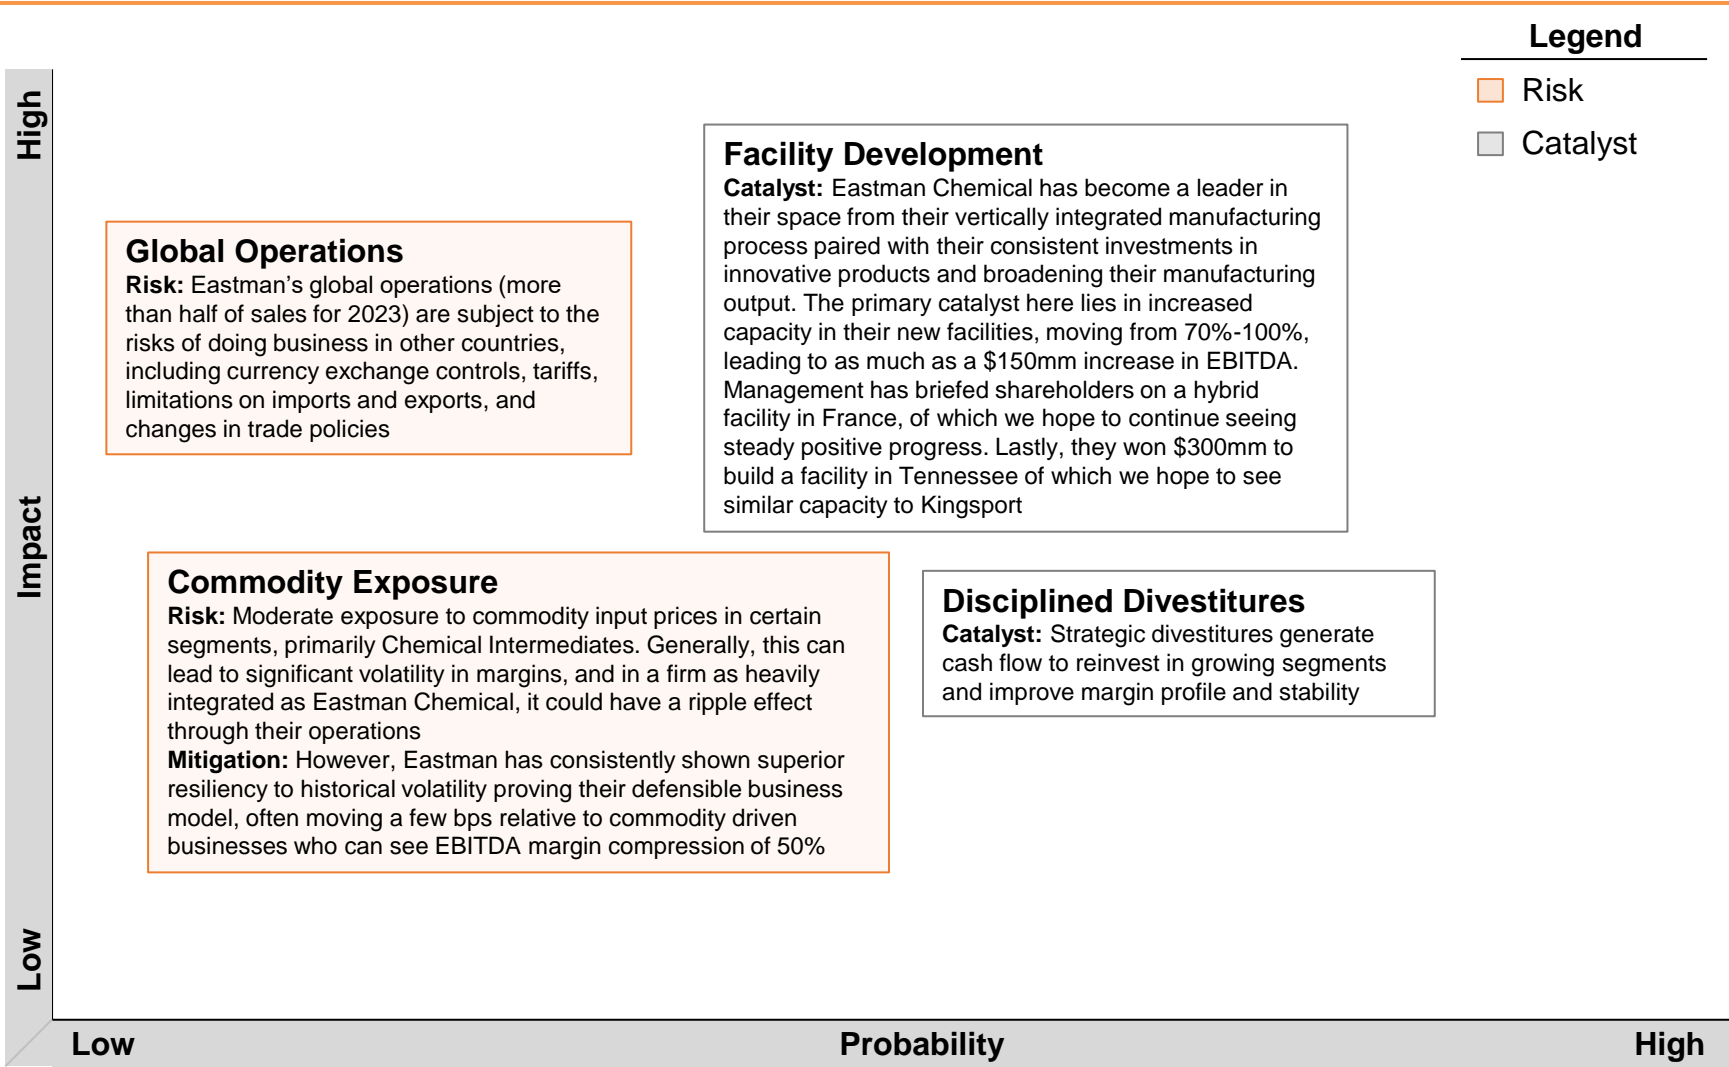 Legend
Risk
Catalyst
High
Impact
Low
Facility Development
Catalyst: Eastman Chemical has become a leader in
their space from their vertically integrated manufacturing
process paired with their consistent investments in
innovative products and broadening their manufacturing
output. The primary catalyst here lies in increased
capacity in their new facilities, moving from 70%-100%,
leading to as much as a $150mm increase in EBITDA.
Management has briefed shareholders on a hybrid
facility in France, of which we hope to continue seeing
steady positive progress. Lastly, they won $300mm to
build a facility in Tennessee of which we hope to see
similar capacity to Kingsport
Global Operations
Risk: Eastman’s global operations (more
than half of sales for 2023) are subject to the
risks of doing business in other countries,
including currency exchange controls, tariffs,
limitations on imports and exports, and
changes in trade policies
Commodity Exposure
Risk: Moderate exposure to commodity input prices in certain
segments, primarily Chemical Intermediates. Generally, this can
lead to significant volatility in margins, and in a firm as heavily
integrated as Eastman Chemical, it could have a ripple effect
through their operations
Mitigation: However, Eastman has consistently shown superior
resiliency to historical volatility proving their defensible business
model, often moving a few bps relative to commodity driven
businesses who can see EBITDA margin compression of 50%
Disciplined Divestitures
Catalyst: Strategic divestitures generate
cash flow to reinvest in growing segments
and improve margin profile and stability
Low
Probability
High